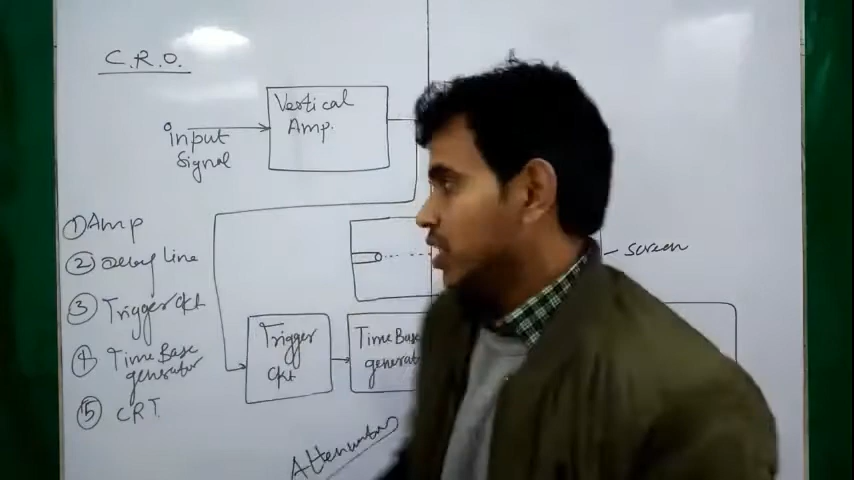 C.R.O.
Vertical
Amp.
Input
Signal
① Amp
② Delay line
③ Trigger ckt
④ Time Base
generator
⑤ CRT
screen
Trigger
ckt
Time Base
generat
Attenuator